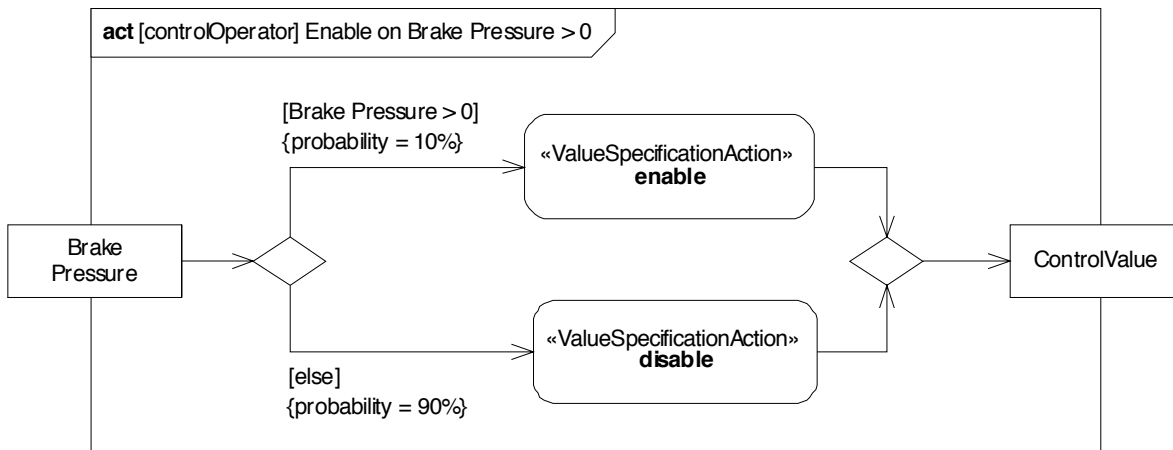 act [controlOperator] Enable on Brake Pressure > 0
[Brake Pressure > 0]
{probability = 10%}
«ValueSpecificationAction»
enable
Brake
Pressure
ControlValue
«ValueSpecificationAction»
disable
[else]
{probability = 90%}